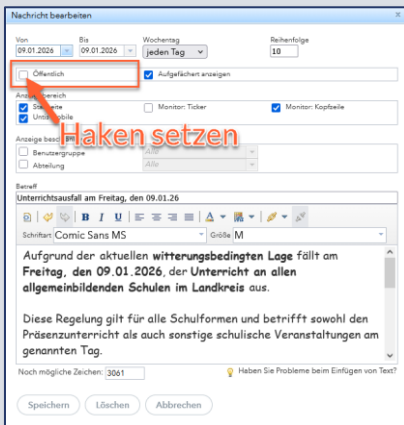 Nachricht bearbeiten
Von Bis Wochentag Reihenfolge
09.01.2026 09.01.2026 jeden Tag 10
Öffentlich Aufgefächert anzeigen
Startseite Monitor: Ticker Monitor: Kopfzeile
Haken setzen
Benutzergruppe Alle
Abteilung Alle
Betreff
Unterrichtsausfall am Freitag, den 09.01.26
B I U A
Schriftart Comic Sans MS Größe M
Aufgrund der aktuellen witterungsbedingten Lage fällt am
Freitag, den 09.01.2026, der Unterricht an allen
allgemeinbildenden Schulen im Landkreis aus.
Diese Regelung gilt für alle Schulformen und betrifft sowohl den
Präsenzunterricht als auch sonstige schulische Veranstaltungen am
genannten Tag.
Noch mögliche Zeichen: 3061 Haben Sie Probleme beim Einfügen von Text?
Speichern Löschen Abbrechen